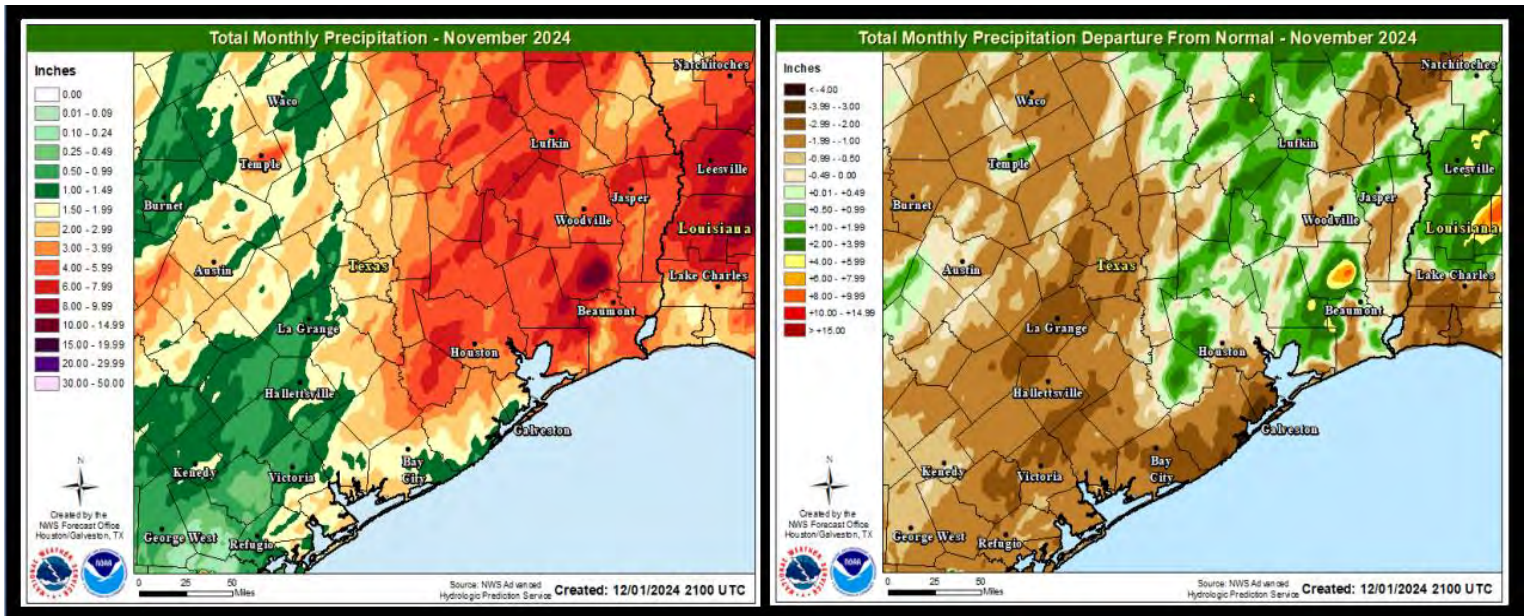 Total Monthly Precipitation - November 2024
Inches
0.00
0.01 - 0.09
0.10 - 0.24
0.25 - 0.49
0.50 - 0.99
1.00 - 1.49
1.50 - 1.99
2.00 - 2.99
3.00 - 3.99
4.00 - 5.99
6.00 - 7.99
8.00 - 9.99
10.00 - 14.99
15.00 - 19.99
20.00 - 29.99
30.00 - 50.00
Natchitoches
Waco
Lufkin
Temple
Leesville
Burnet
Jasper
Woodville
Louisiana
Austin
Texas
Lake Charles
Beaumont
La Grange
Houston
Hallettsville
Galveston
Kenedy
Victoria
Bay
City
George West
Refugio
N
Created by the
NWS Forecast Office
Houston/Galveston, TX
NOAA
0 25 50
Miles
Source: NWS Advanced
Hydrologic Prediction Service
Created: 12/01/2024 2100 UTC
Total Monthly Precipitation Departure From Normal - November 2024
Inches
< -4.00
-3.99 - -3.00
-2.99 - -2.00
-1.99 - -1.00
-0.99 - -0.50
-0.49 - 0.00
+0.01 - +0.49
+0.50 - +0.99
+1.00 - +1.99
+2.00 - +3.99
+4.00 - +5.99
+6.00 - +7.99
+8.00 - +9.99
+10.00 - +14.99
> +15.00
Natchitoches
Waco
Lufkin
Temple
Leesville
Burnet
Jasper
Woodville
Louisiana
Austin
Texas
Lake Charles
Beaumont
La Grange
Houston
Hallettsville
Galveston
Kenedy
Victoria
Bay
City
George West
Refugio
N
Created by the
NWS Forecast Office
Houston/Galveston, TX
NOAA
0 25 50
Miles
Source: NWS Advanced
Hydrologic Prediction Service
Created: 12/01/2024 2100 UTC